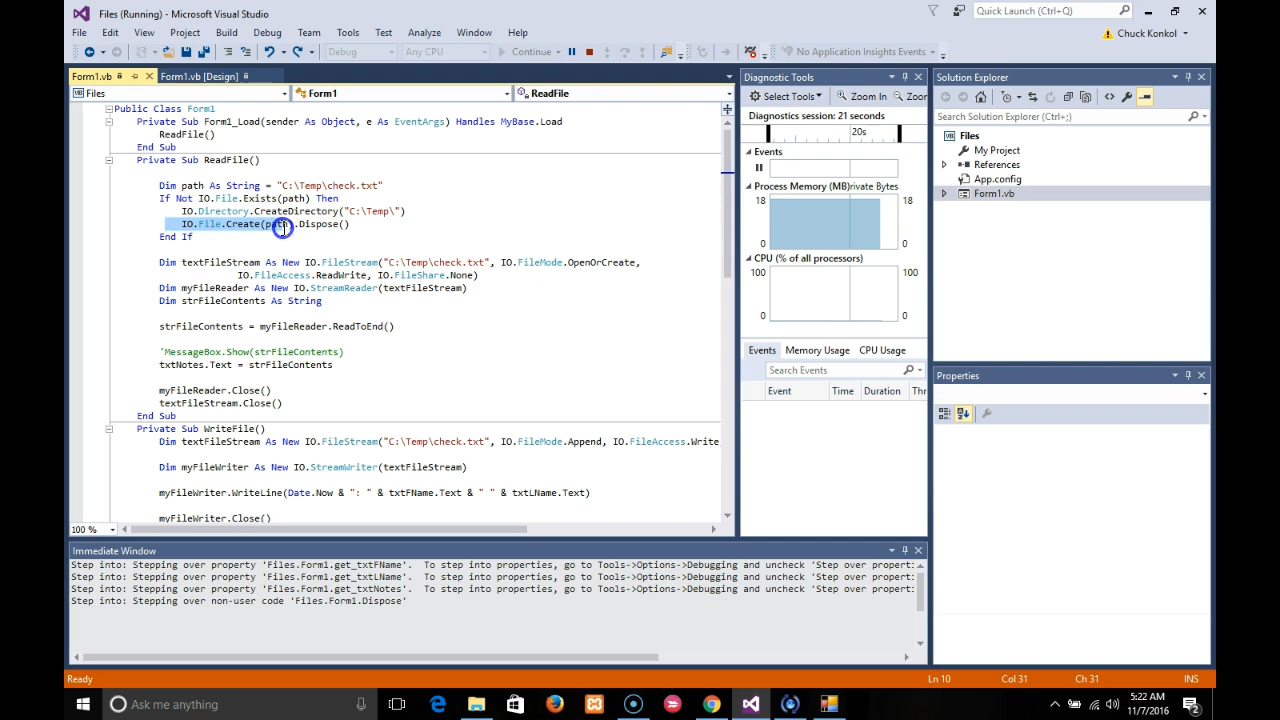 Files (Running) - Microsoft Visual Studio
Quick Launch (Ctrl+Q)
File Edit View Project Build Debug Team Tools Test Analyze Window Help
Chuck Konkol
Debug Any CPU Continue No Application Insights Events
Form1.vb Form1.vb [Design]
Files Form1 ReadFile
Public Class Form1
Private Sub Form1_Load(sender As Object, e As EventArgs) Handles MyBase.Load
ReadFile()
End Sub
Private Sub ReadFile()
Dim path As String = "C:\Temp\check.txt"
If Not IO.File.Exists(path) Then
IO.Directory.CreateDirectory("C:\Temp\")
IO.File.Create(path).Dispose()
End If
Dim textFileStream As New IO.FileStream("C:\Temp\check.txt", IO.FileMode.OpenOrCreate,
IO.FileAccess.ReadWrite, IO.FileShare.None)
Dim myFileReader As New IO.StreamReader(textFileStream)
Dim strFileContents As String
strFileContents = myFileReader.ReadToEnd()
'MessageBox.Show(strFileContents)
txtNotes.Text = strFileContents
myFileReader.Close()
textFileStream.Close()
End Sub
Private Sub WriteFile()
Dim textFileStream As New IO.FileStream("C:\Temp\check.txt", IO.FileMode.Append, IO.FileAccess.Write,
Dim myFileWriter As New IO.StreamWriter(textFileStream)
myFileWriter.WriteLine(Date.Now & ": " & txtFName.Text & " " & txtLName.Text)
myFileWriter.Close()
100 %
Diagnostic Tools
Select Tools Zoom In Zoor
Diagnostics session: 21 seconds
20s
Events
Process Memory (MB) rivate Bytes
18 18
0 0
CPU (% of all processors)
100 100
0 0
Events Memory Usage CPU Usage
Search Events
Event Time Duration Thr
Solution Explorer
Search Solution Explorer (Ctrl+;)
Files
My Project
References
App.config
Form1.vb
Properties
Immediate Window
Step into: Stepping over property 'Files.Form1.get_txtFName'. To step into properties, go to Tools->Options->Debugging and uncheck 'Step over properti
Step into: Stepping over property 'Files.Form1.get_txtLName'. To step into properties, go to Tools->Options->Debugging and uncheck 'Step over properti
Step into: Stepping over property 'Files.Form1.get_txtNotes'. To step into properties, go to Tools->Options->Debugging and uncheck 'Step over properti
Step into: Stepping over non-user code 'Files.Form1.Dispose'
Ready Ln 10 Col 31 Ch 31 INS
Ask me anything
5:22 AM
11/7/2016
2